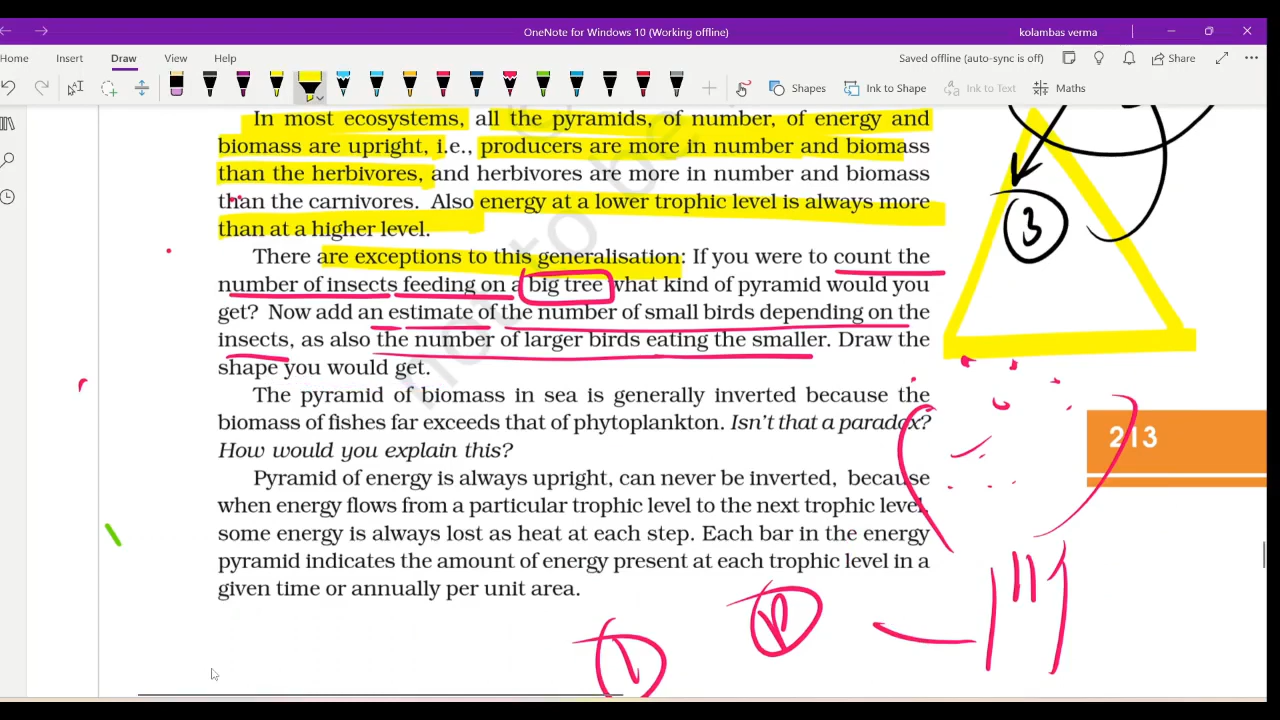 OneNote for Windows 10 (Working offline)
kolambas verma
Home Insert Draw View Help
Saved offline (auto-sync is off)
Share
Shapes
Ink to Shape
Ink to Text
Maths
In most ecosystems, all the pyramids, of number, of energy and
biomass are upright, i.e., producers are more in number and biomass
than the herbivores, and herbivores are more in number and biomass
than the carnivores. Also energy at a lower trophic level is always more
than at a higher level.
There are exceptions to this generalisation: If you were to count the
number of insects feeding on a big tree what kind of pyramid would you
get? Now add an estimate of the number of small birds depending on the
insects, as also the number of larger birds eating the smaller. Draw the
shape you would get.
The pyramid of biomass in sea is generally inverted because the
biomass of fishes far exceeds that of phytoplankton. Isn't that a paradox?
How would you explain this?
Pyramid of energy is always upright, can never be inverted, because
when energy flows from a particular trophic level to the next trophic level,
some energy is always lost as heat at each step. Each bar in the energy
pyramid indicates the amount of energy present at each trophic level in a
given time or annually per unit area.
3
213
not to be